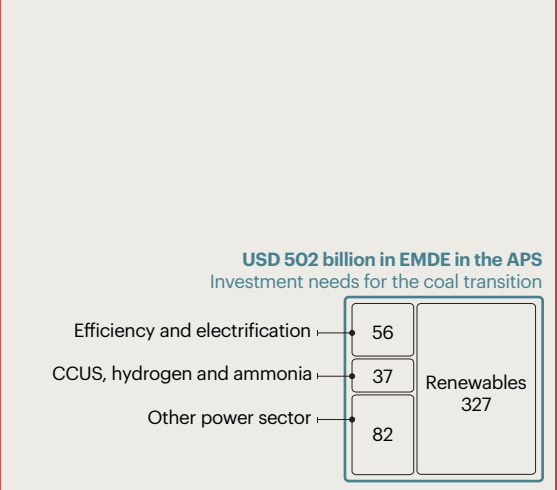 USD 502 billion in EMDE in the APS
Investment needs for the coal transition
Efficiency and electrification
56
CCUS, hydrogen and ammonia
37
Renewables
327
Other power sector
82